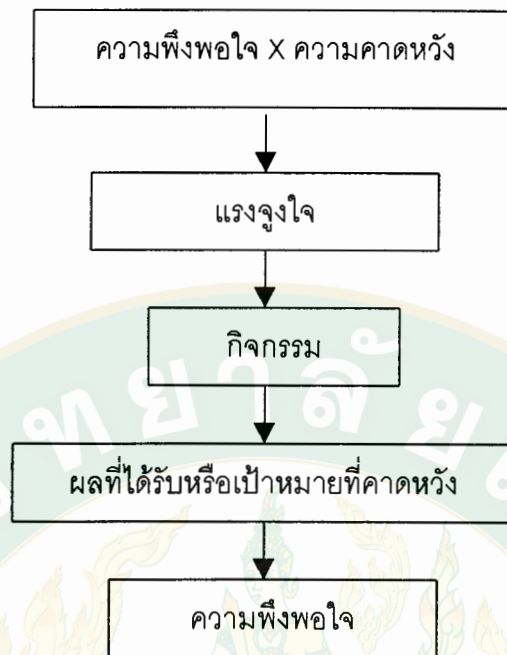 ความพึงพอใจ X ความคาดหวัง
แรงจูงใจ
กิจกรรม
ผลที่ได้รับหรือเป้าหมายที่คาดหวัง
ความพึงพอใจ